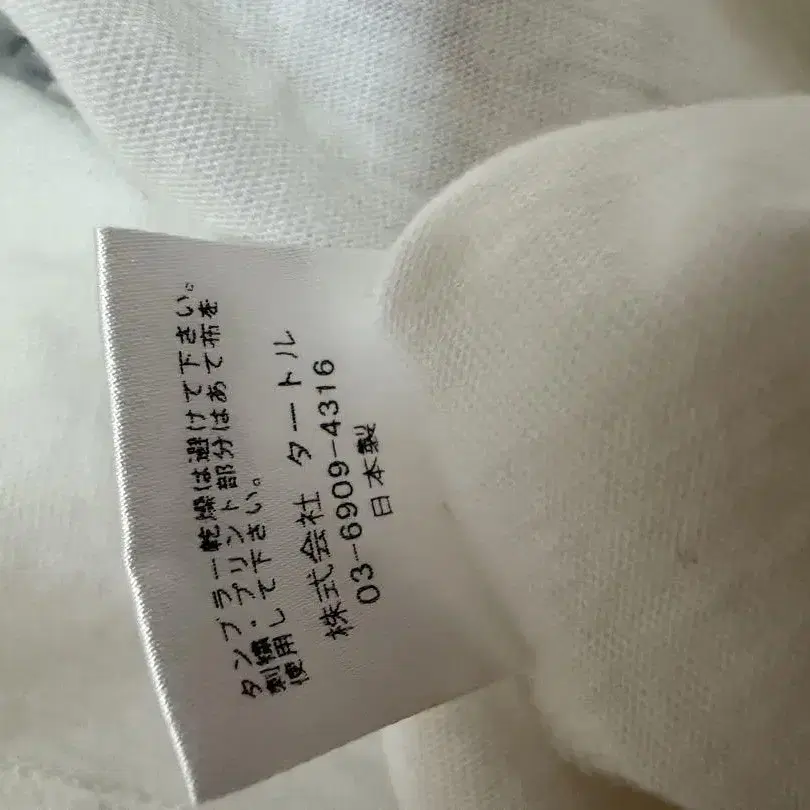 タンブラー乾燥は避けて下さい。
刺繍・プリント部分はあて布を
使用して下さい。
株式会社 タートル
03-6909-4316
日本製